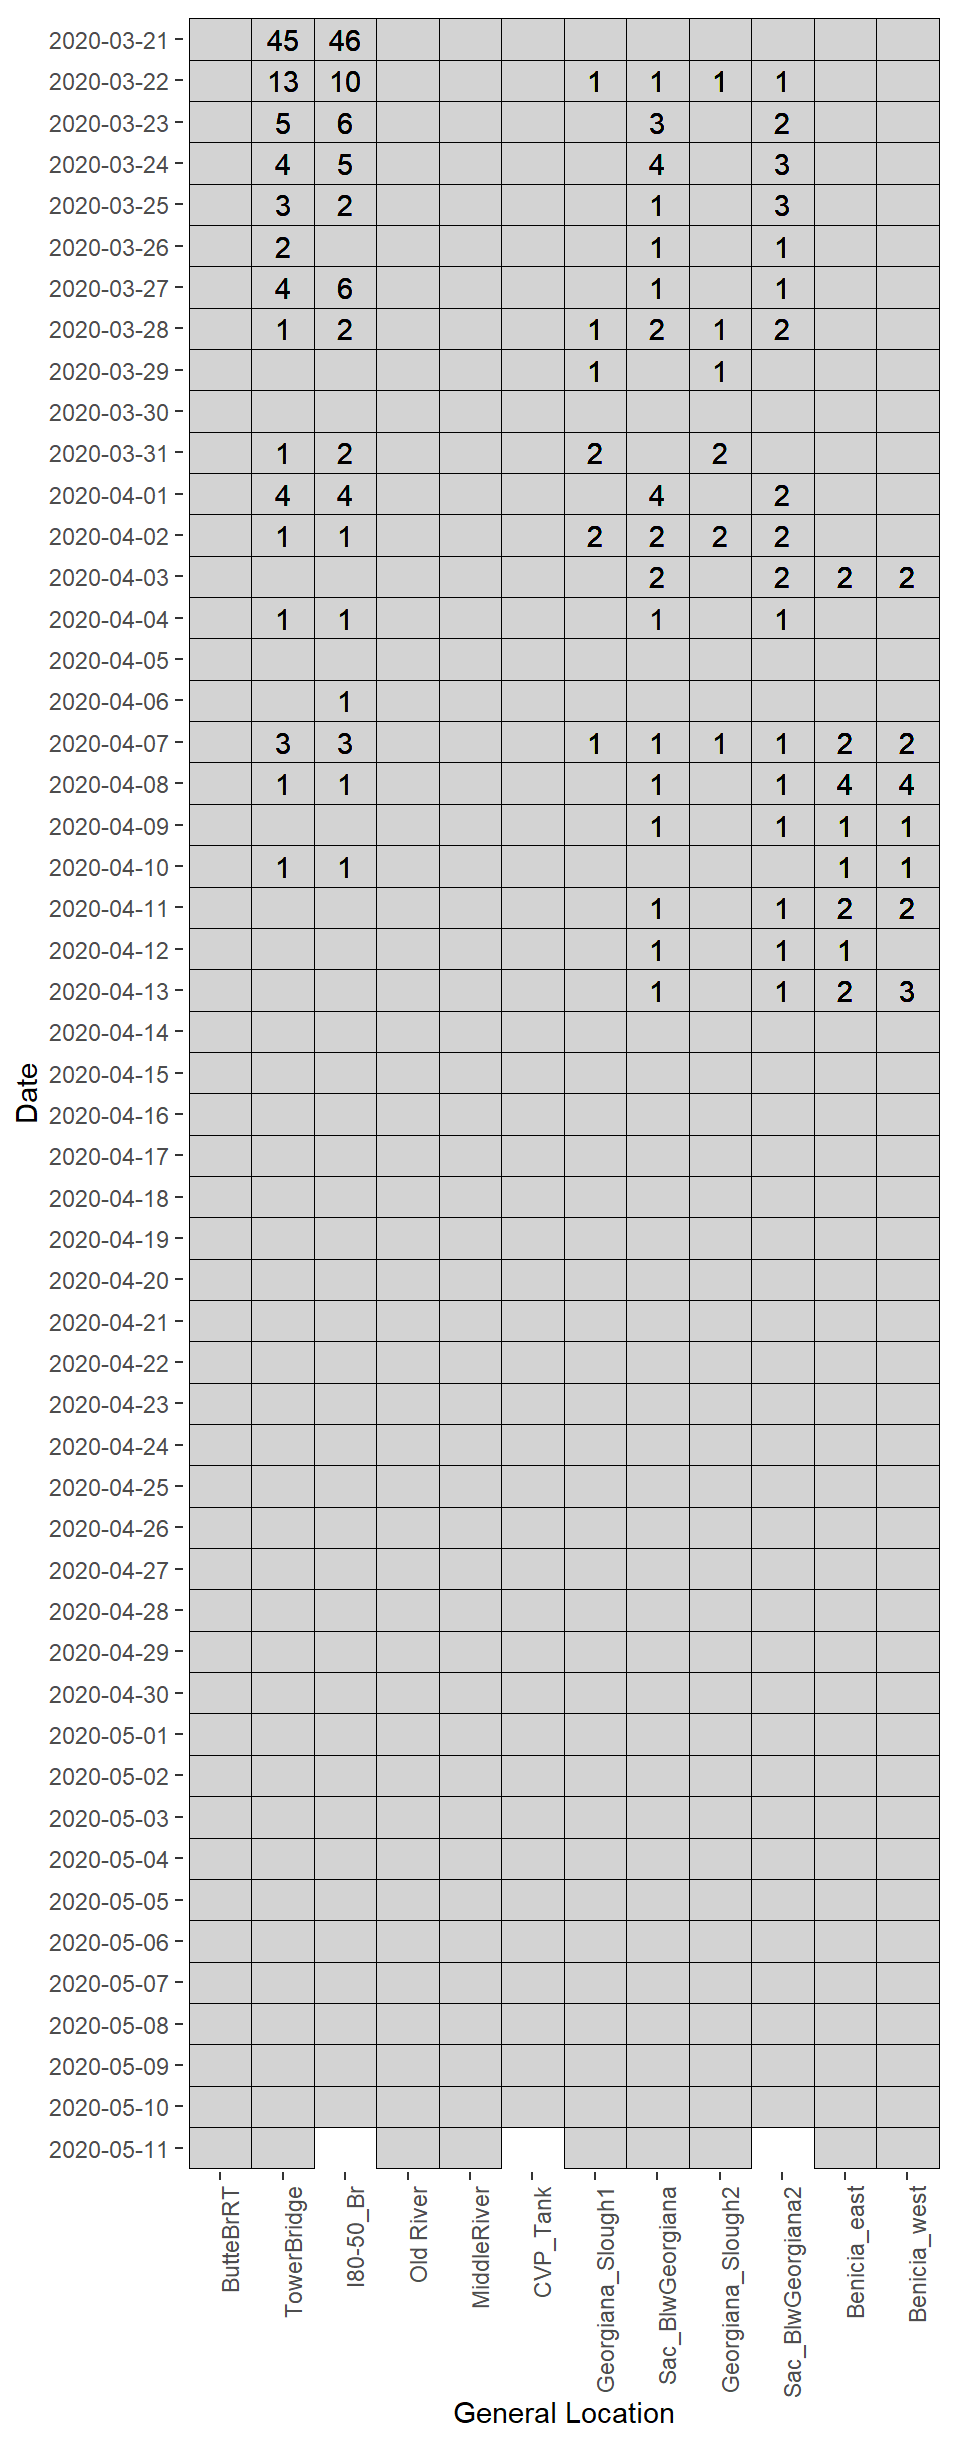 2020-03-21 45 46
2020-03-22 13 10 1 1 1 1
2020-03-23 5 6 3 2
2020-03-24 4 5 4 3
2020-03-25 3 2 1 3
2020-03-26 2 1 1
2020-03-27 4 6 1 1
2020-03-28 1 2 1 2 1 2
2020-03-29 1 1
2020-03-30
2020-03-31 1 2 2 2
2020-04-01 4 4 4 2
2020-04-02 1 1 2 2 2 2
2020-04-03 2 2 2 2
2020-04-04 1 1 1 1
2020-04-05
2020-04-06 1
2020-04-07 3 3 1 1 1 1 2 2
2020-04-08 1 1 1 1 4 4
2020-04-09 1 1 1 1
2020-04-10 1 1 1 1
2020-04-11 1 1 2 2
2020-04-12 1 1 1
2020-04-13 1 1 2 3
2020-04-14
2020-04-15
2020-04-16
2020-04-17
2020-04-18
2020-04-19
2020-04-20
2020-04-21
2020-04-22
2020-04-23
2020-04-24
2020-04-25
2020-04-26
2020-04-27
2020-04-28
2020-04-29
2020-04-30
2020-05-01
2020-05-02
2020-05-03
2020-05-04
2020-05-05
2020-05-06
2020-05-07
2020-05-08
2020-05-09
2020-05-10
2020-05-11
Date
ButteBrRT
TowerBridge
I80-50_Br
Old River
MiddleRiver
CVP_Tank
Georgiana_Slough1
Sac_BlwGeorgiana
Georgiana_Slough2
Sac_BlwGeorgiana2
Benicia_east
Benicia_west
General Location